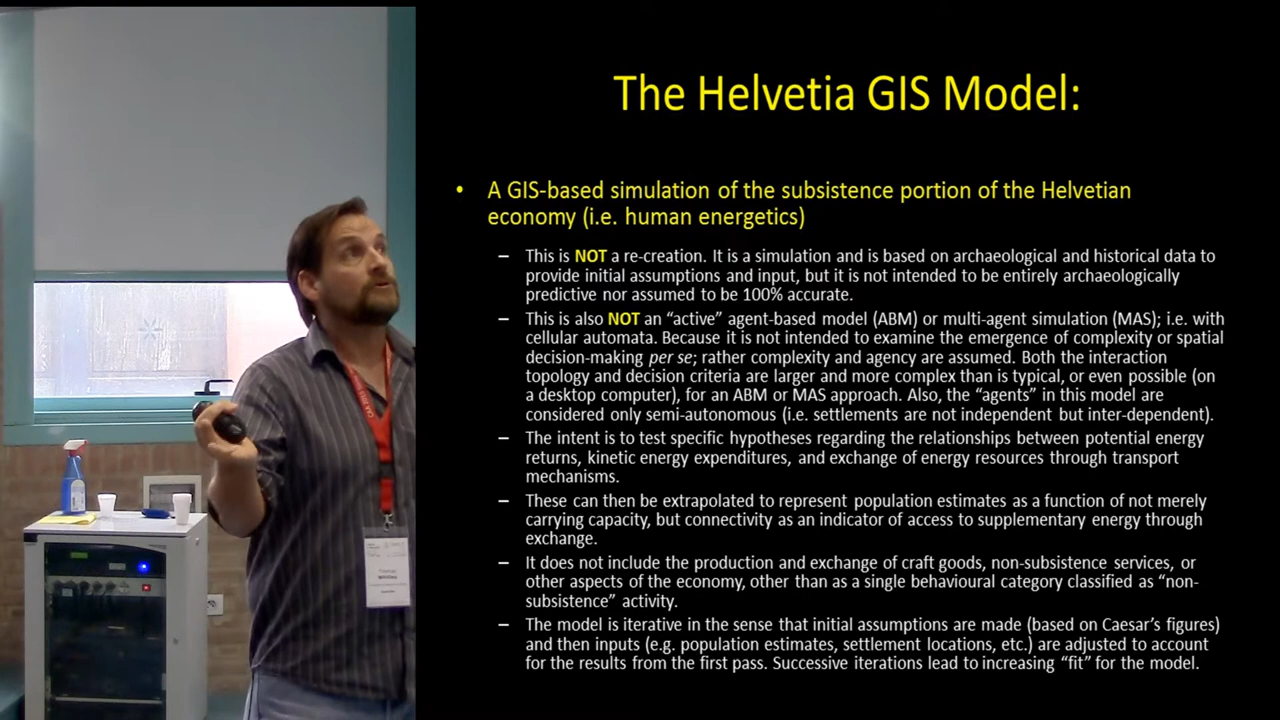 The Helvetia GIS Model:
• A GIS-based simulation of the subsistence portion of the Helvetian
economy (i.e. human energetics)
– This is NOT a re-creation. It is a simulation and is based on archaeological and historical data to
provide initial assumptions and input, but it is not intended to be entirely archaeologically
predictive nor assumed to be 100% accurate.
– This is also NOT an “active” agent-based model (ABM) or multi-agent simulation (MAS); i.e. with
cellular automata. Because it is not intended to examine the emergence of complexity or spatial
decision-making per se; rather complexity and agency are assumed. Both the interaction
topology and decision criteria are larger and more complex than is typical, or even possible (on
a desktop computer), for an ABM or MAS approach. Also, the “agents” in this model are
considered only semi-autonomous (i.e. settlements are not independent but inter-dependent).
– The intent is to test specific hypotheses regarding the relationships between potential energy
returns, kinetic energy expenditures, and exchange of energy resources through transport
mechanisms.
– These can then be extrapolated to represent population estimates as a function of not merely
carrying capacity, but connectivity as an indicator of access to supplementary energy through
exchange.
– It does not include the production and exchange of craft goods, non-subsistence services, or
other aspects of the economy, other than as a single behavioural category classified as “non-
subsistence” activity.
– The model is iterative in the sense that initial assumptions are made (based on Caesar’s figures)
and then inputs (e.g. population estimates, settlement locations, etc.) are adjusted to account
for the results from the first pass. Successive iterations lead to increasing “fit” for the model.